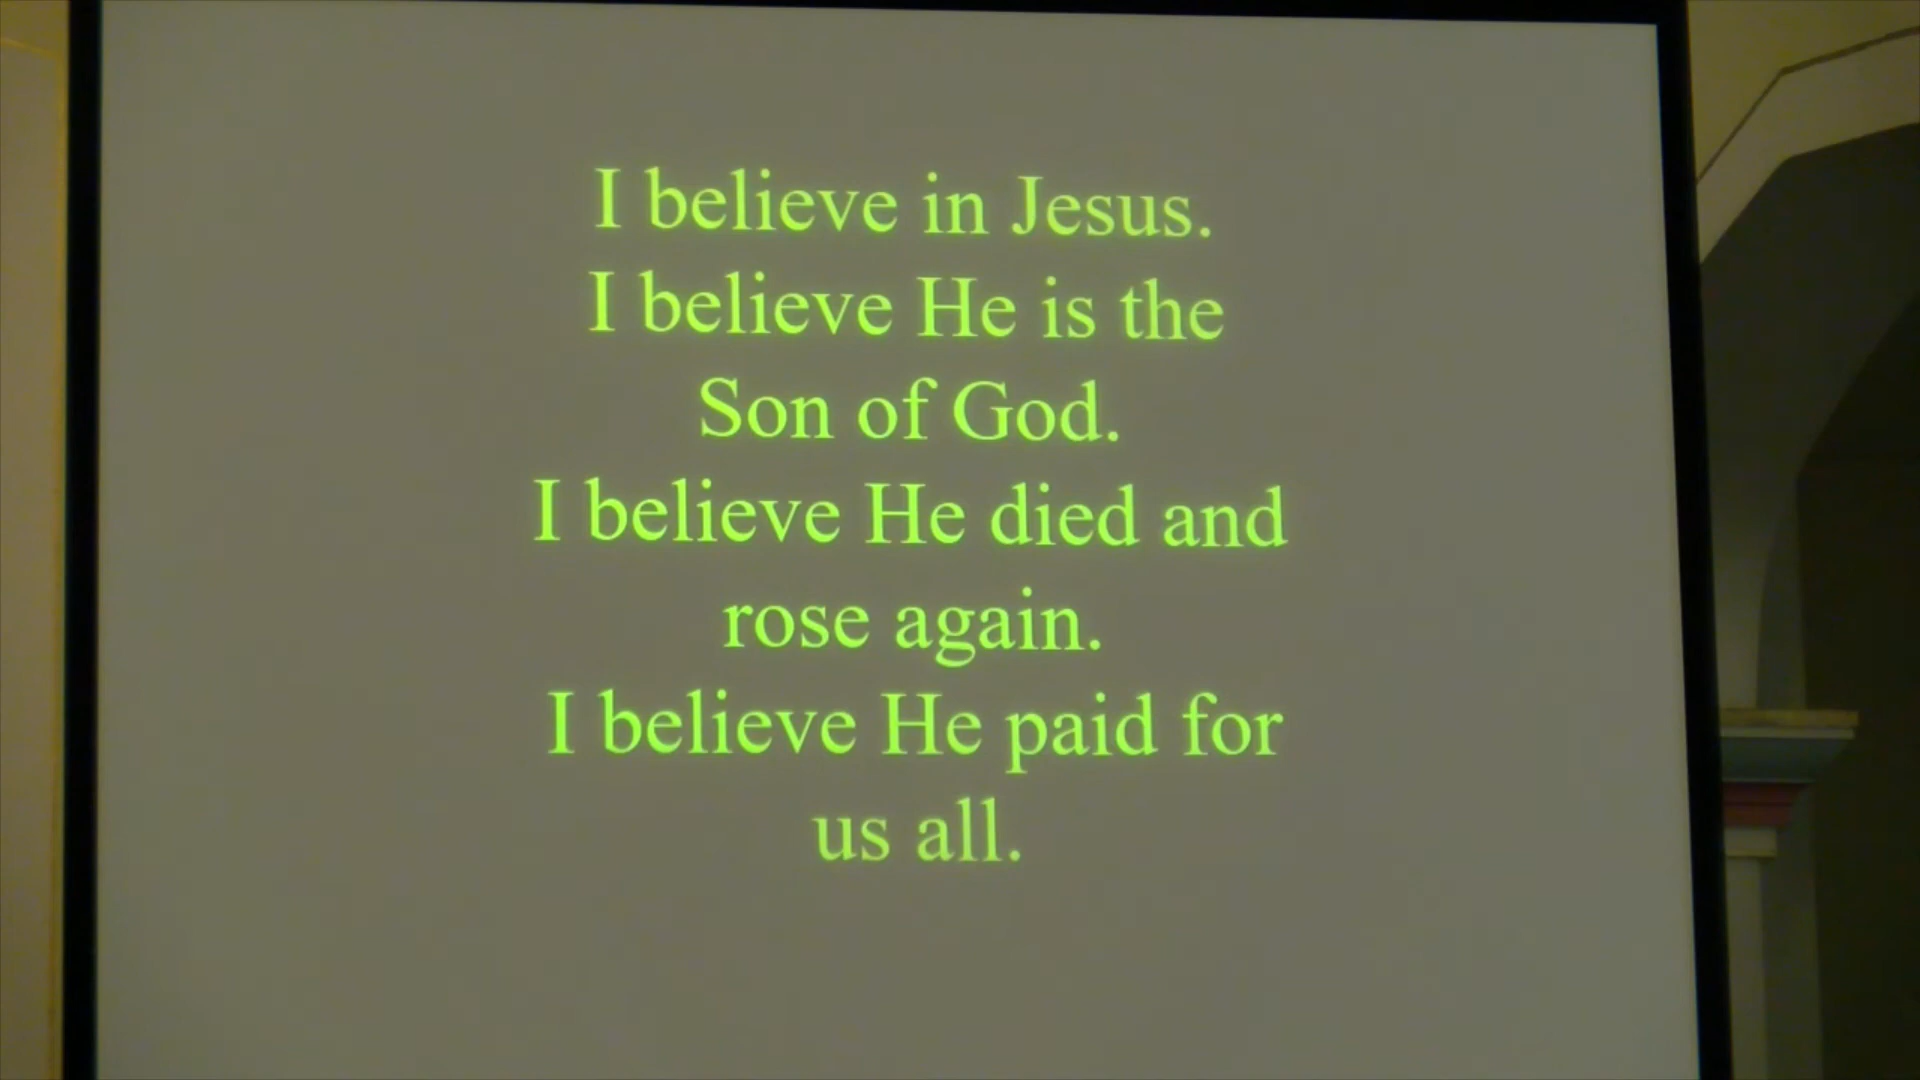 I believe in Jesus.
I believe He is the
Son of God.
I believe He died and
rose again.
I believe He paid for
us all.